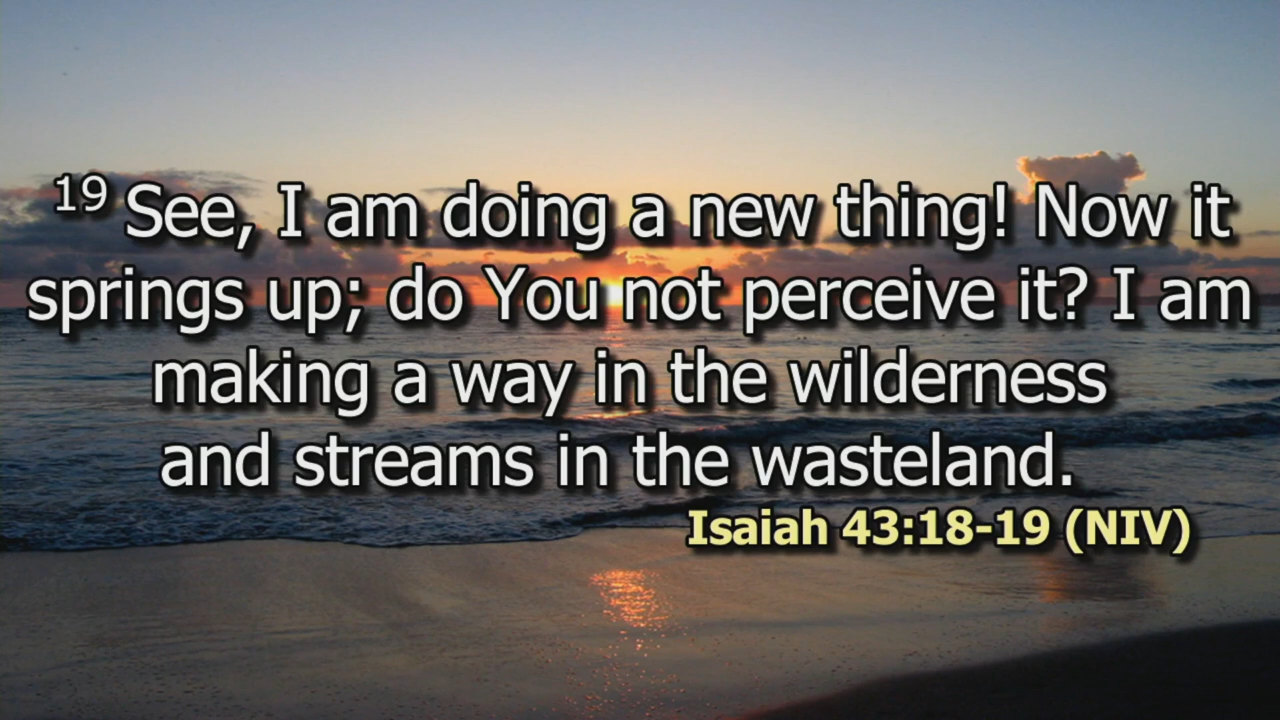 19 See, I am doing a new thing! Now it
springs up; do You not perceive it? I am
making a way in the wilderness
and streams in the wasteland.
Isaiah 43:18-19 (NIV)